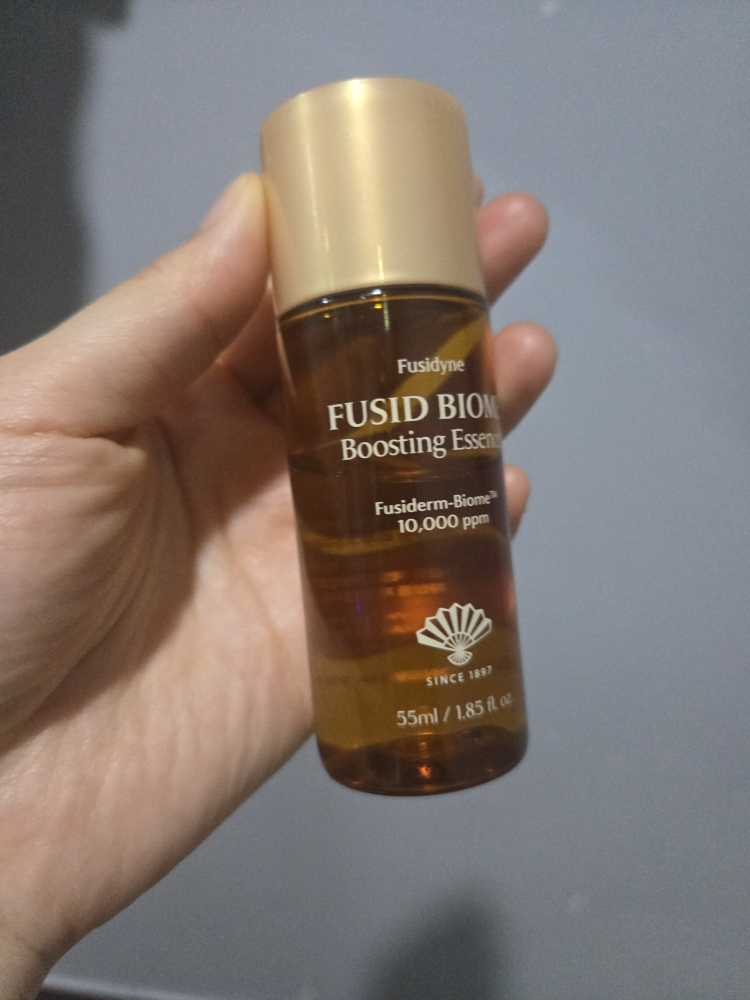 Fusidyne
FUSID BIOM
Boosting Essenc
Fusiderm-Biome™
10,000 ppm
SINCE 1897
55ml / 1.85 fl. oz.